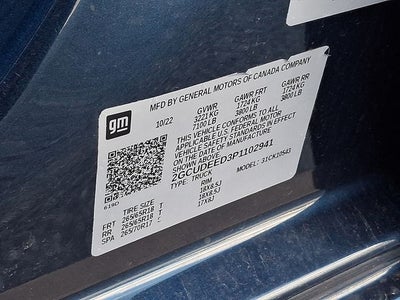 MFD BY GENERAL MOTORS OF CANADA COMPANY
gm
10/22 GVWR GAWR FRT GAWR RR
3221 KG 1724 KG 1724 KG
7100 LB 3800 LB 3800 LB
THIS VEHICLE CONFORMS TO ALL
APPLICABLE U.S. FEDERAL MOTOR
VEHICLE SAFETY STANDARDS IN EFFECT
ON THE DATE OF MANUFACTURE
SHOWN ABOVE.
2GCUDEED3P1102941
TYPE: TRUCK MODEL: 31CK10543
619D
TIRE SIZE RIM
FRT 265/65R18 T 18X8.5J
RR 265/65R18 T 18X8.5J
SPA 265/70R17 17X8J